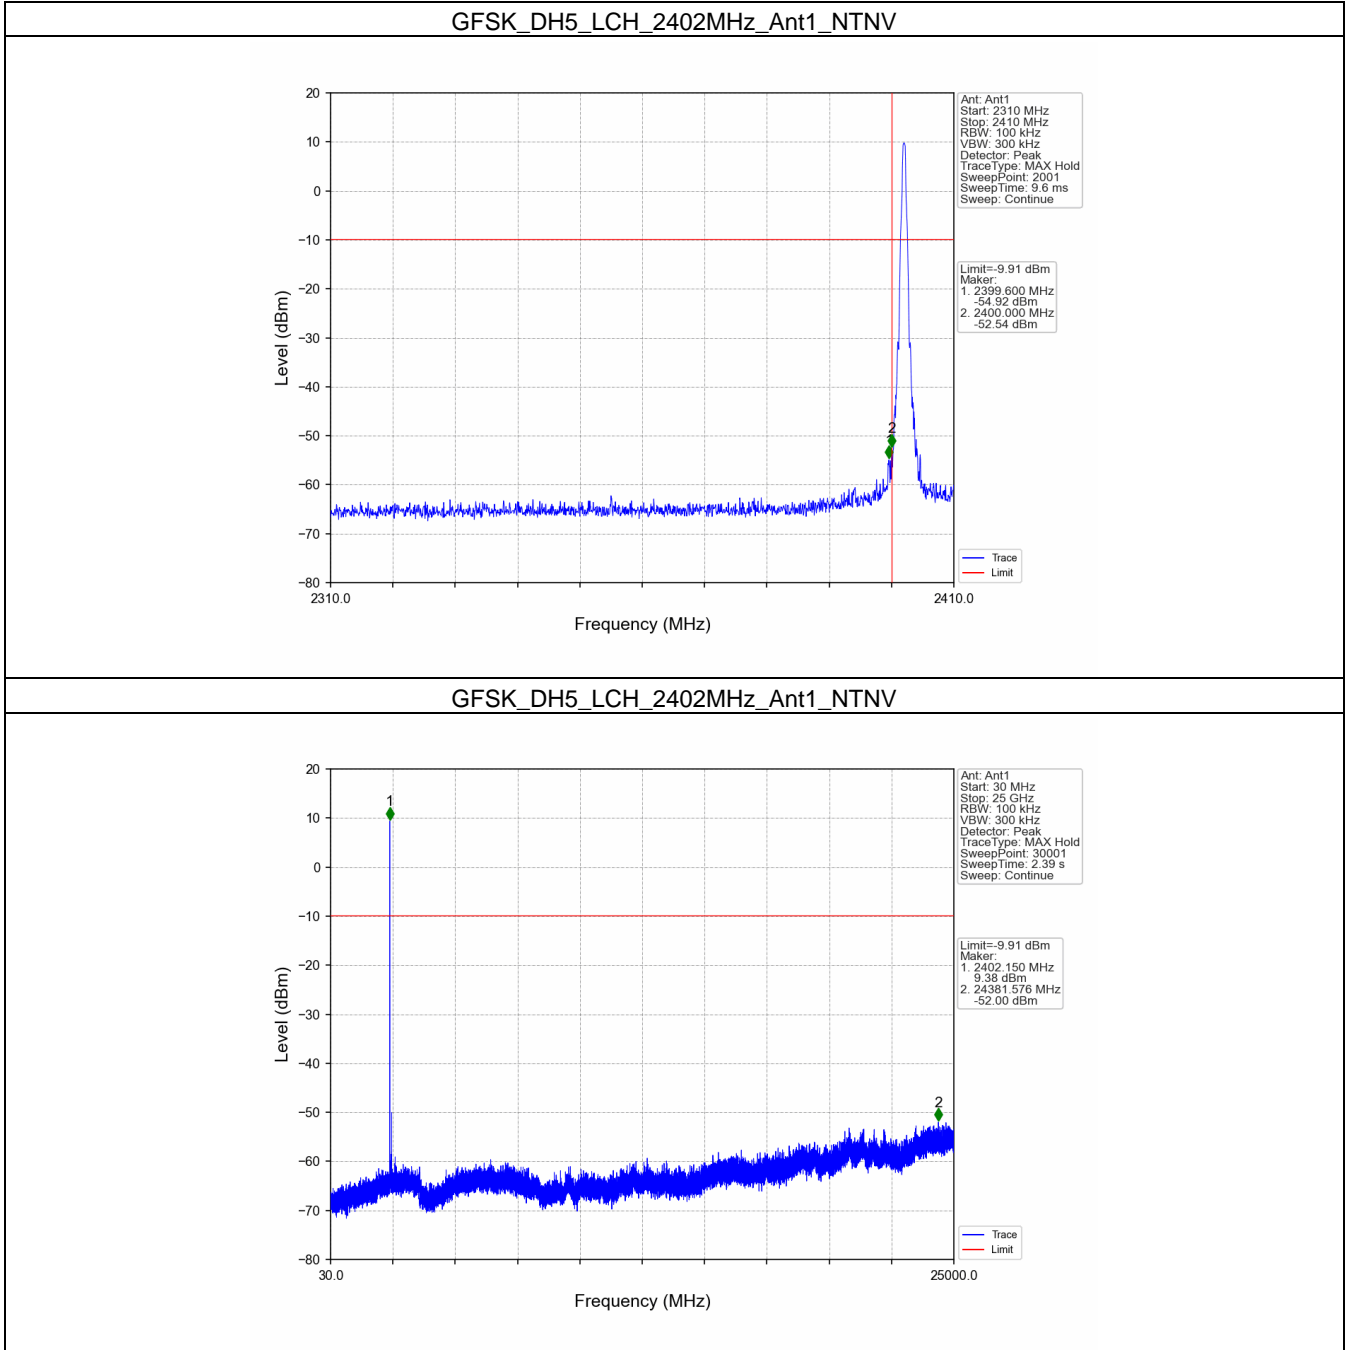 GFSK_DH5_LCH_2402MHz_Ant1_NTNV
20
10
0
−10
−20
−30
−40
−50
−60
−70
−80
Level (dBm)
2310.0
2410.0
Frequency (MHz)
2
Ant: Ant1
Start: 2310 MHz
Stop: 2410 MHz
RBW: 100 kHz
VBW: 300 kHz
Detector: Peak
TraceType: MAX Hold
SweepPoint: 2001
SweepTime: 9.6 ms
Sweep: Continue
Limit=-9.91 dBm
Maker:
1. 2399.600 MHz
-54.92 dBm
2. 2400.000 MHz
-52.54 dBm
Trace
Limit
GFSK_DH5_LCH_2402MHz_Ant1_NTNV
20
10
0
−10
−20
−30
−40
−50
−60
−70
−80
Level (dBm)
30.0
25000.0
Frequency (MHz)
1
2
Ant: Ant1
Start: 30 MHz
Stop: 25 GHz
RBW: 100 kHz
VBW: 300 kHz
Detector: Peak
TraceType: MAX Hold
SweepPoint: 30001
SweepTime: 2.39 s
Sweep: Continue
Limit=-9.91 dBm
Maker:
1. 2402.150 MHz
9.38 dBm
2. 24381.576 MHz
-52.00 dBm
Trace
Limit